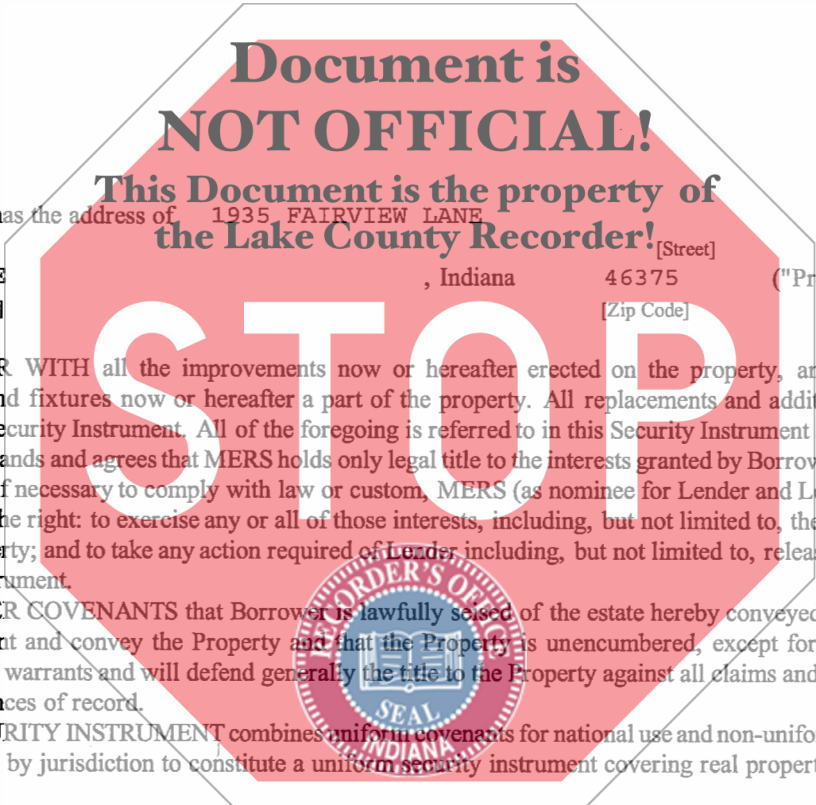 Document is
NOT OFFICIAL!
This Document is the property of
as the address of 1935 FAIRVIEW LANE
the Lake County Recorder!
[Street]
, Indiana 46375 ("Pr
[Zip Code]
STOP
R WITH all the improvements now or hereafter erected on the property, an
d fixtures now or hereafter a part of the property. All replacements and addit
ecurity Instrument. All of the foregoing is referred to in this Security Instrument
ands and agrees that MERS holds only legal title to the interests granted by Borrow
f necessary to comply with law or custom, MERS (as nominee for Lender and L
he right: to exercise any or all of those interests, including, but not limited to, the
rty; and to take any action required of Lender including, but not limited to, relea
ument.
R COVENANTS that Borrower is lawfully seised of the estate hereby conveyed
nt and convey the Property and that the Property is unencumbered, except for
warrants and will defend generally the title to the Property against all claims and
ces of record.
RITY INSTRUMENT combines uniform covenants for national use and non-unifo
by jurisdiction to constitute a uniform security instrument covering real propert
RECORDER'S OFFICE
SEAL
INDIANA